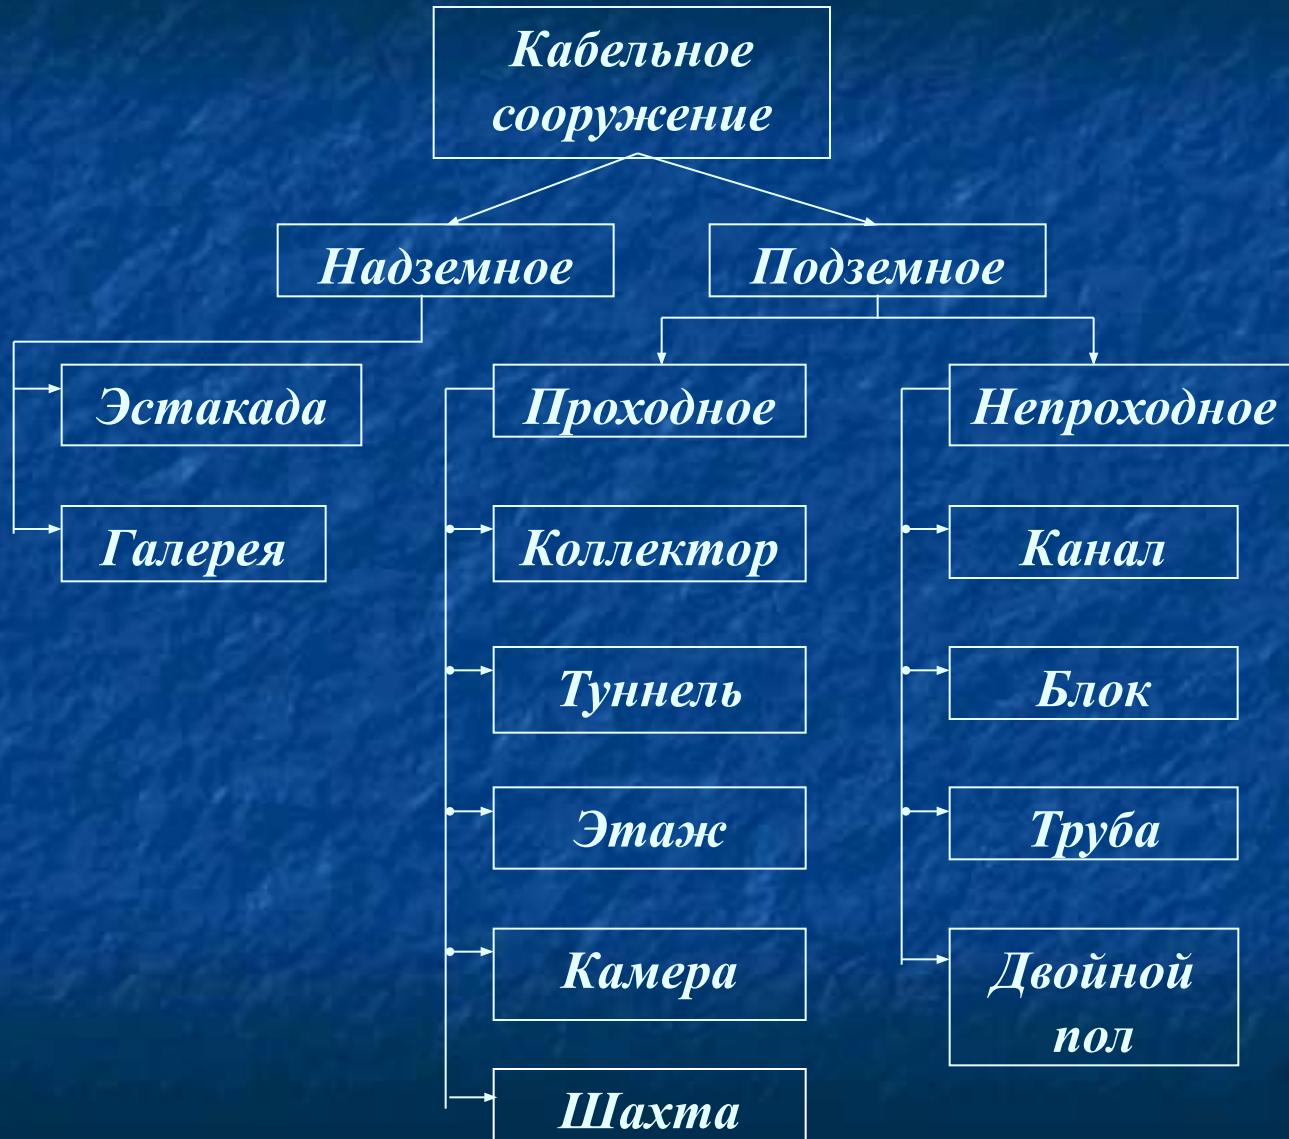 Кабельное
сооружение
Надземное
Подземное
Эстакада
Проходное
Непроходное
Галерея
Коллектор
Канал
Туннель
Блок
Этаж
Труба
Камера
Двойной
пол
Шахта